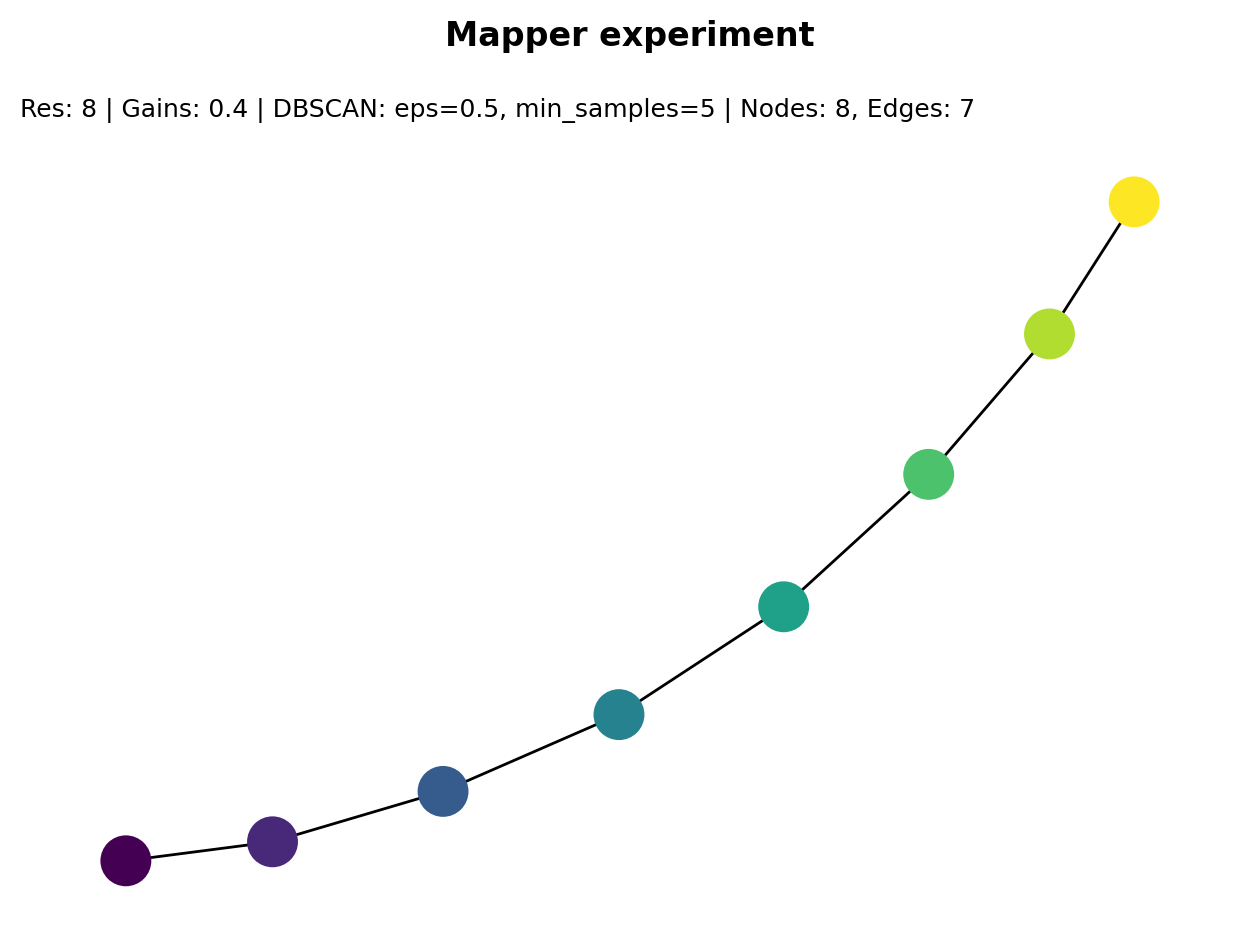 Mapper experiment
Res: 8 | Gains: 0.4 | DBSCAN: eps=0.5, min_samples=5 | Nodes: 8, Edges: 7